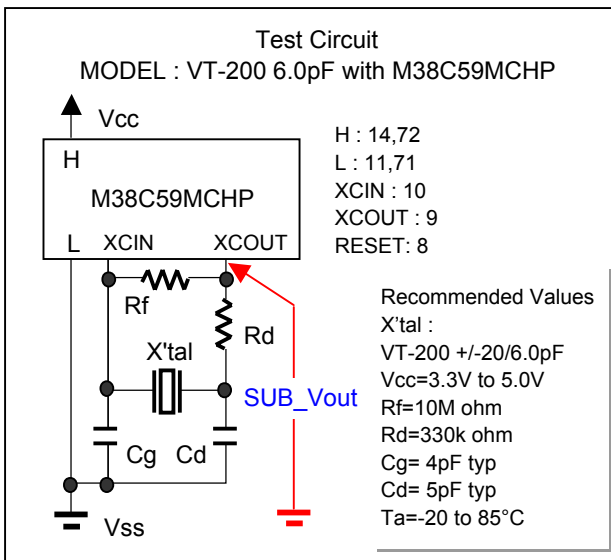 Test Circuit
MODEL : VT-200 6.0pF with M38C59MCHP
Vcc
H
M38C59MCHP
L XCIN XCOUT
H : 14,72
L : 11,71
XCIN : 10
XCOUT : 9
RESET: 8
Rf
Rd
X'tal
SUB_Vout
Cg Cd
Vss
Recommended Values
X’tal :
VT-200 +/-20/6.0pF
Vcc=3.3V to 5.0V
Rf=10M ohm
Rd=330k ohm
Cg= 4pF typ
Cd= 5pF typ
Ta=-20 to 85°C